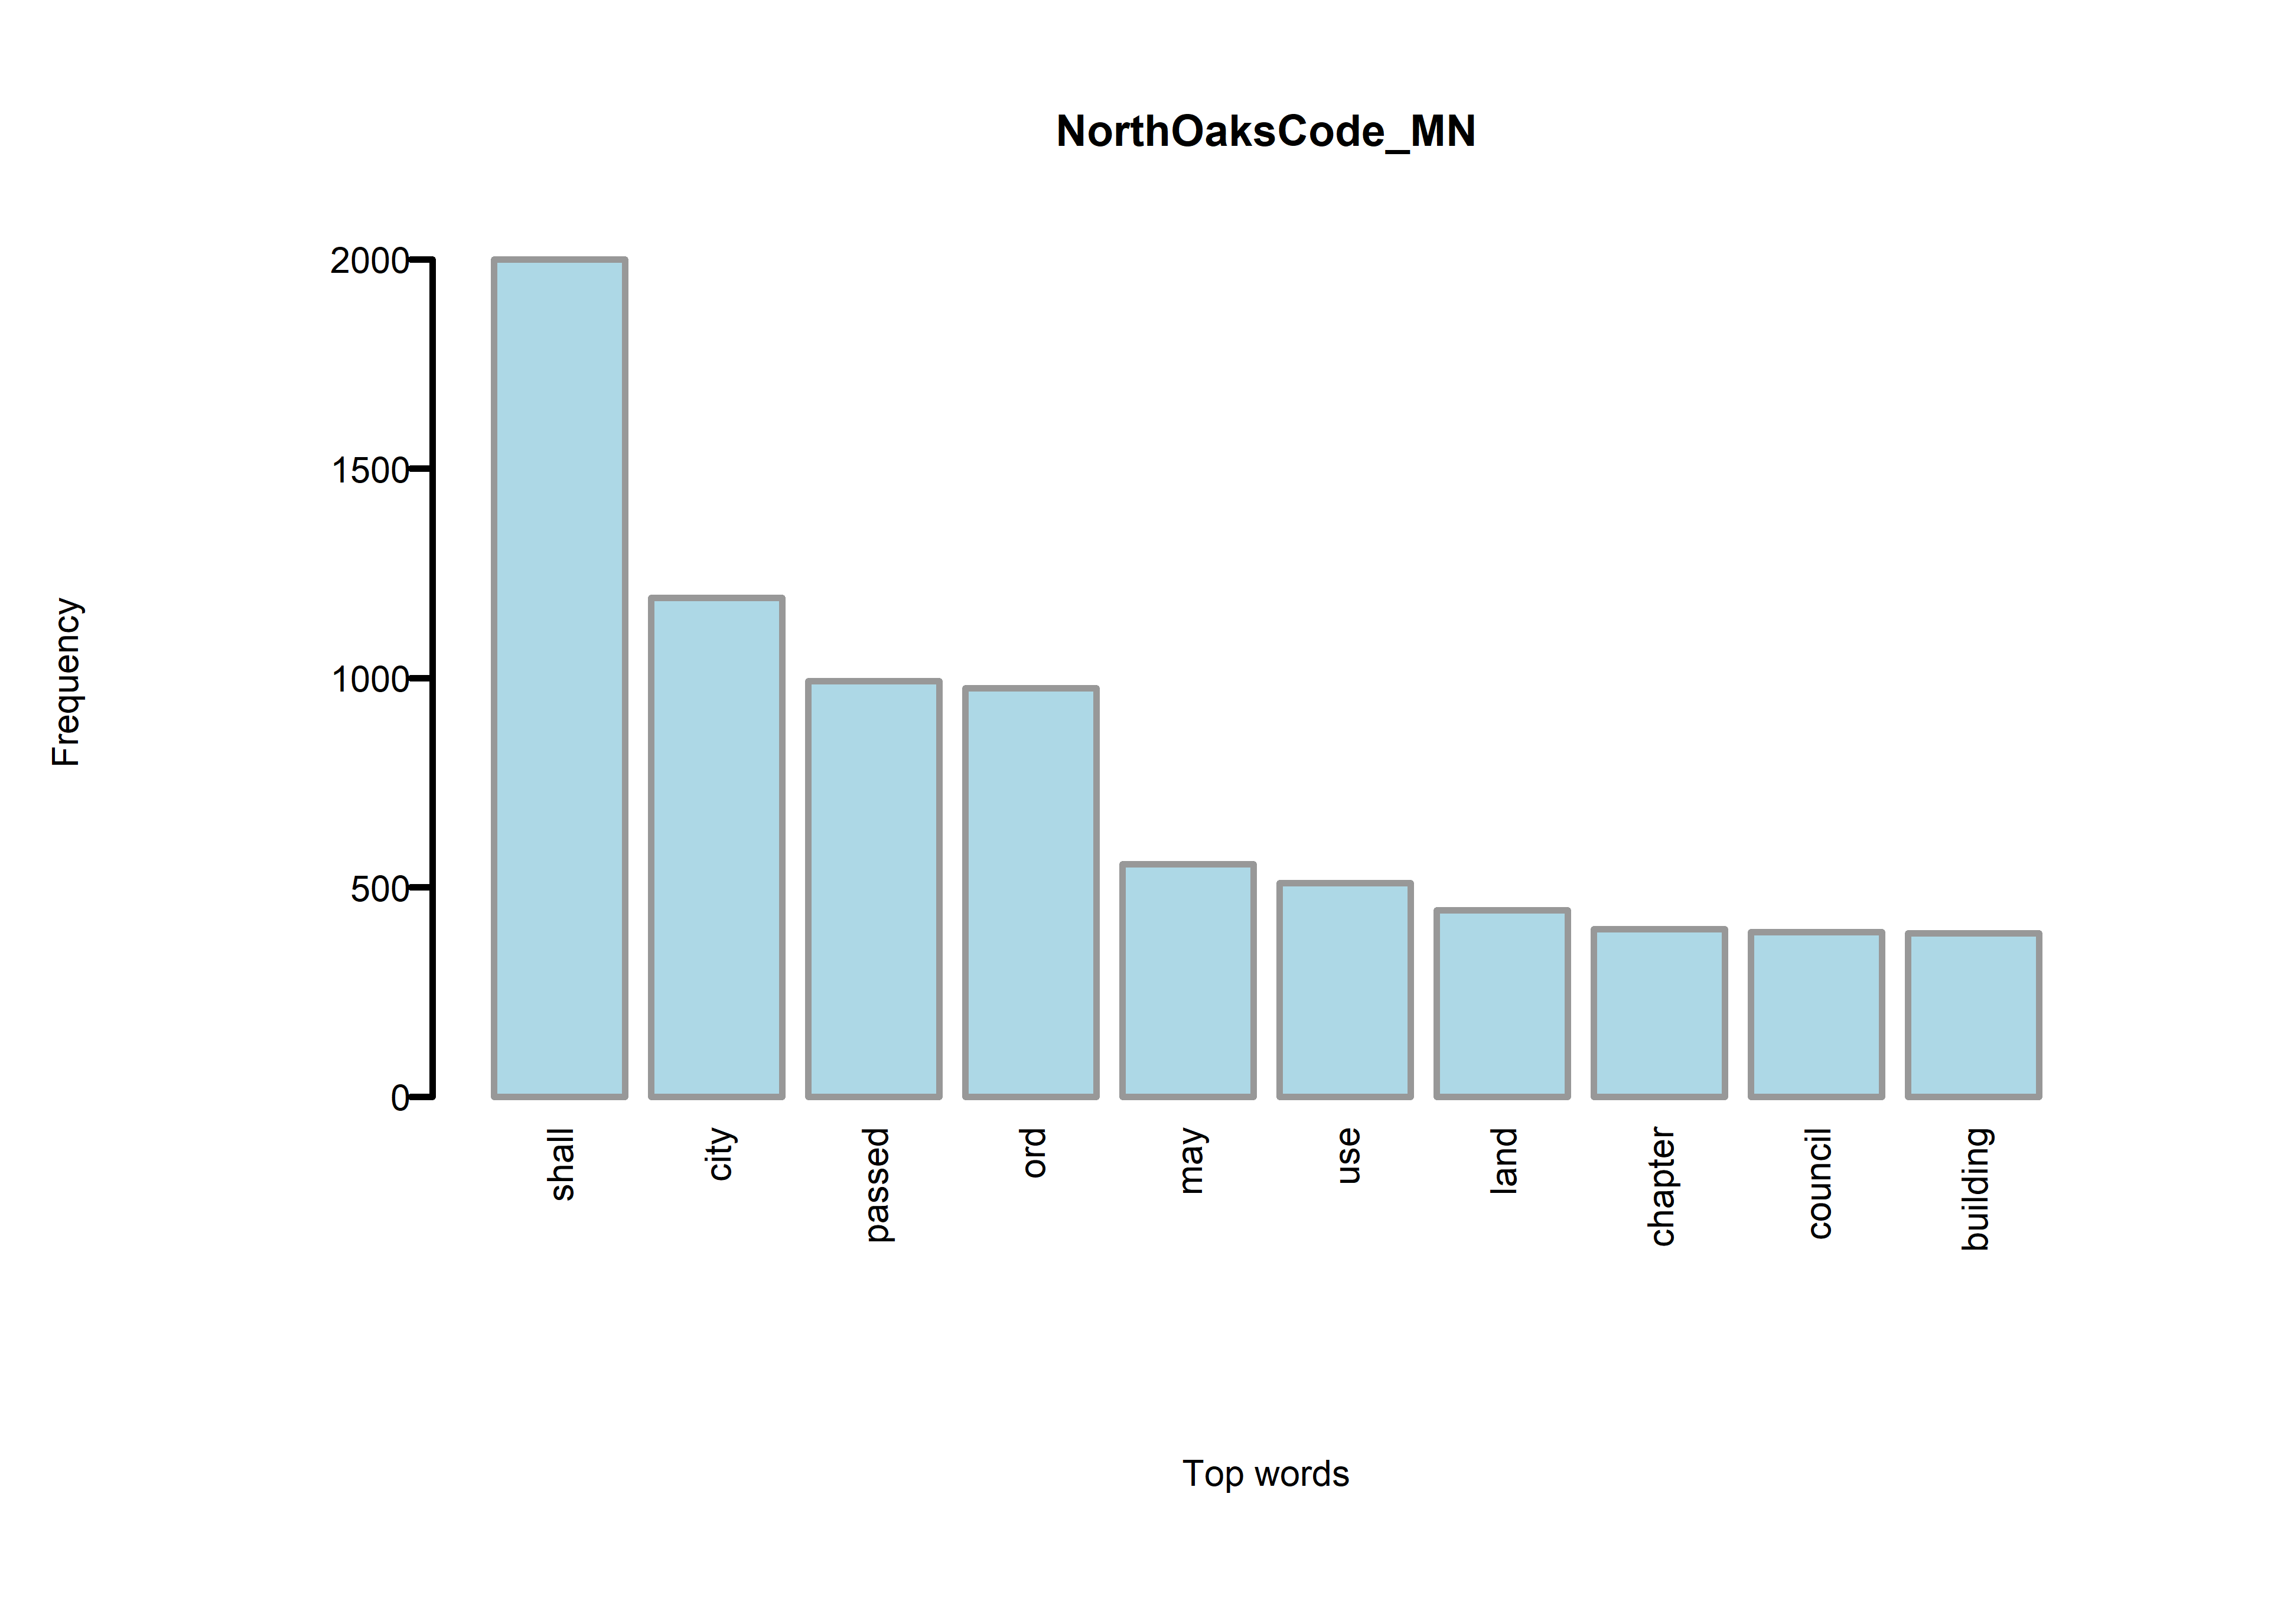 NorthOaksCode_MN
Frequency
2000
1500
1000
500
0
shall
city
passed
ord
may
use
land
chapter
council
building
Top words